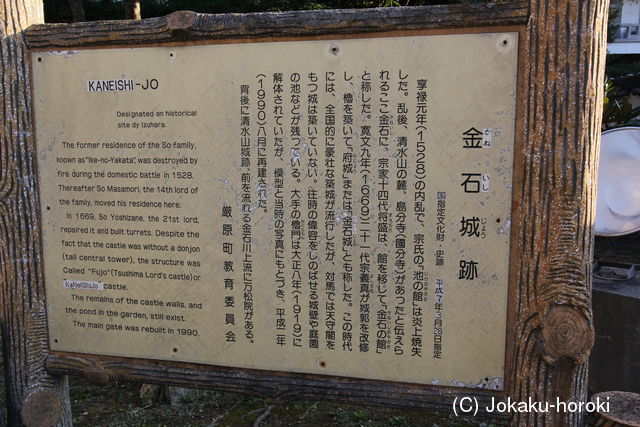 KANEISHI-JO
Designated an historical
site dy Izuhara.
The former residence of the So family,
known as "Ike-no-Yakata", was destroyed by
fire during the domestic battle in 1528.
Thereafter So Masamori, the 14th lord of
the family, moved his residence here.
In 1669, So Yoshizane, the 21st lord,
repaired it and built turrets. Despite the
fact that the castle was without a donjon
(tall central tower), the structure was
Called "Fujo" (Tsushima Lord's castle) or
KaNeiShiJo castle.
The remains of the castle walls, and
the pond in the garden, still exist.
The main gate was rebuilt in 1990.
金石城跡
かね いし じょう
国指定文化財・史跡 平成7年3月28日指定
享禄元年(1528)の内乱で、宗氏の「池の館」は炎上焼失
した。乱後、清水山の麓、島分寺(國分寺)があったと伝えら
れるここ金石に、宗家十四代将盛は、館を移して「金石の館」
と称した。寛文九年(1669)二十一代宗義真が城郭を改修
し、櫓を築いて「府城」または「金石城」とも称した。この時代
には、全国的に豪壮な築城が流行したが、対馬では天守閣を
もつ城は築いていない。往時の偉容をしのばせる城壁や庭園
の池などが残っている。大手の櫓門は大正八年(1919)に
解体されていたが、模型と当時の写真にもとづき、平成二年
(1990)八月に再建された。
背後に清水山城跡、前を流れる金石川上流に万松院がある。
厳原町教育委員会
(C) Jokaku-horoki